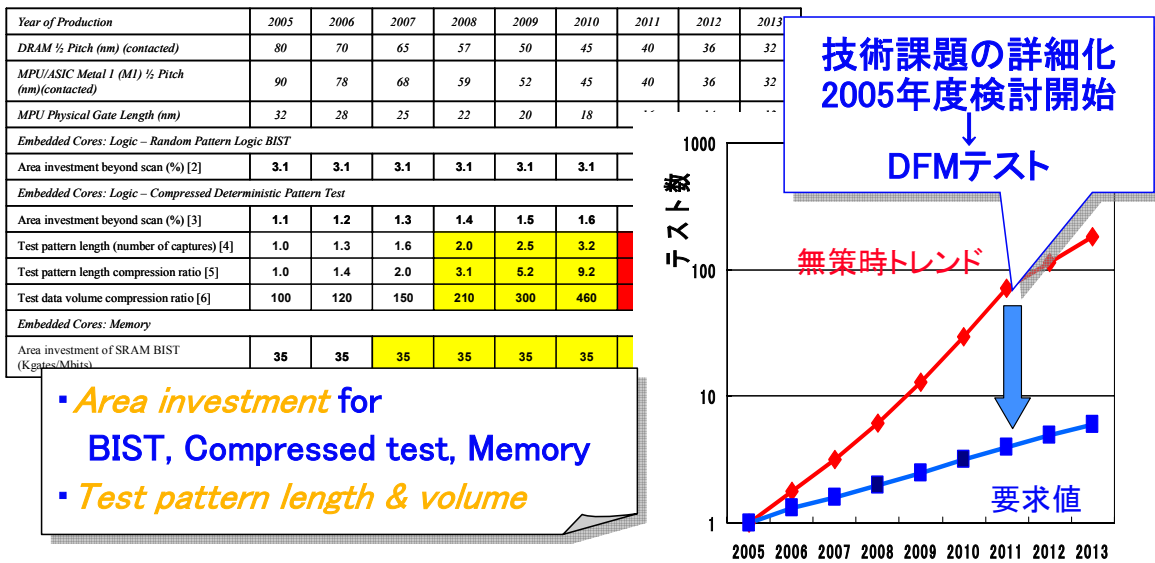 Year of Production 2005 2006 2007 2008 2009 2010 2011 2012 2013
DRAM ½ Pitch (nm) (contacted) 80 70 65 57 50 45 40 36 32
MPU/ASIC Metal 1 (M1) ½ Pitch
(nm)(contacted) 90 78 68 59 52 45 40 36 32
MPU Physical Gate Length (nm) 32 28 25 22 20 18
Embedded Cores: Logic – Random Pattern Logic BIST
Area investment beyond scan (%) [2] 3.1 3.1 3.1 3.1 3.1 3.1
Embedded Cores: Logic – Compressed Deterministic Pattern Test
Area investment beyond scan (%) [3] 1.1 1.2 1.3 1.4 1.5 1.6
Test pattern length (number of captures) [4] 1.0 1.3 1.6 2.0 2.5 3.2
Test pattern length compression ratio [5] 1.0 1.4 2.0 3.1 5.2 9.2
Test data volume compression ratio [6] 100 120 150 210 300 460
Embedded Cores: Memory
Area investment of SRAM BIST
(Kgates/Mbits) 35 35 35 35 35 35
▪Area investment for
BIST, Compressed test, Memory
▪Test pattern length & volume
技術課題の詳細化
2005年度検討開始
↓
DFMテスト
テスト数
1000
100
10
1
無策時トレンド
要求値
2005 2006 2007 2008 2009 2010 2011 2012 2013